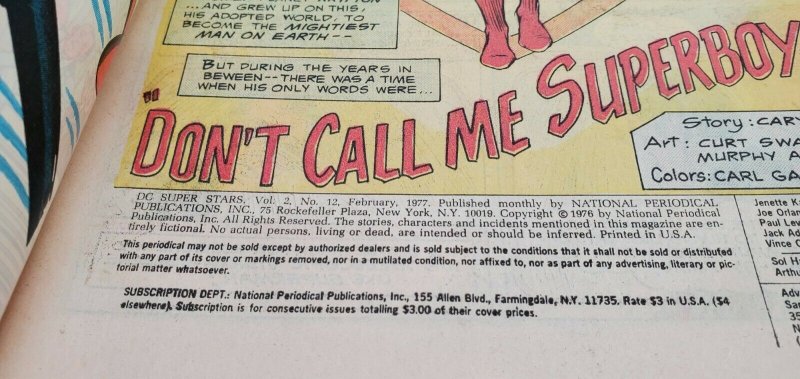 ...AND GREW UP ON THIS,
HIS ADOPTED WORLD, TO
BECOME THE MIGHTIEST
MAN ON EARTH--
BUT DURING THE YEARS IN
BEWEEN--THERE WAS A TIME
WHEN HIS ONLY WORDS WERE...
"DON'T CALL ME SUPERBOY
Story: CARY
Art: CURT SWA
MURPHY A
Colors: CARL GA
DC SUPER STARS, Vol. 2, No. 12, February, 1977. Published monthly by NATIONAL PERIODICAL
PUBLICATIONS, INC., 75 Rockefeller Plaza, New York, N.Y. 10019. Copyright © 1976 by National Periodical
Publications, Inc. All Rights Reserved. The stories, characters and incidents mentioned in this magazine are en-
tirely fictional. No actual persons, living or dead, are intended or should be inferred. Printed in U.S.A.
This periodical may not be sold except by authorized dealers and is sold subject to the conditions that it shall not be sold or distributed
with any part of its cover or markings removed, nor in a mutilated condition, nor affixed to, nor as part of any advertising, literary or pic-
torial matter whatsoever.
SUBSCRIPTION DEPT.: National Periodical Publications, Inc., 155 Allen Blvd., Farmingdale, N.Y. 11735. Rate $3 in U.S.A. ($4
elsewhere). Subscription is for consecutive issues totalling $3.00 of their cover prices.
Jenette K
Joe Orlan
Paul Lev
Jack Ad
Vince C
Sol H
Arthu
Adv
Sa
35
N
(